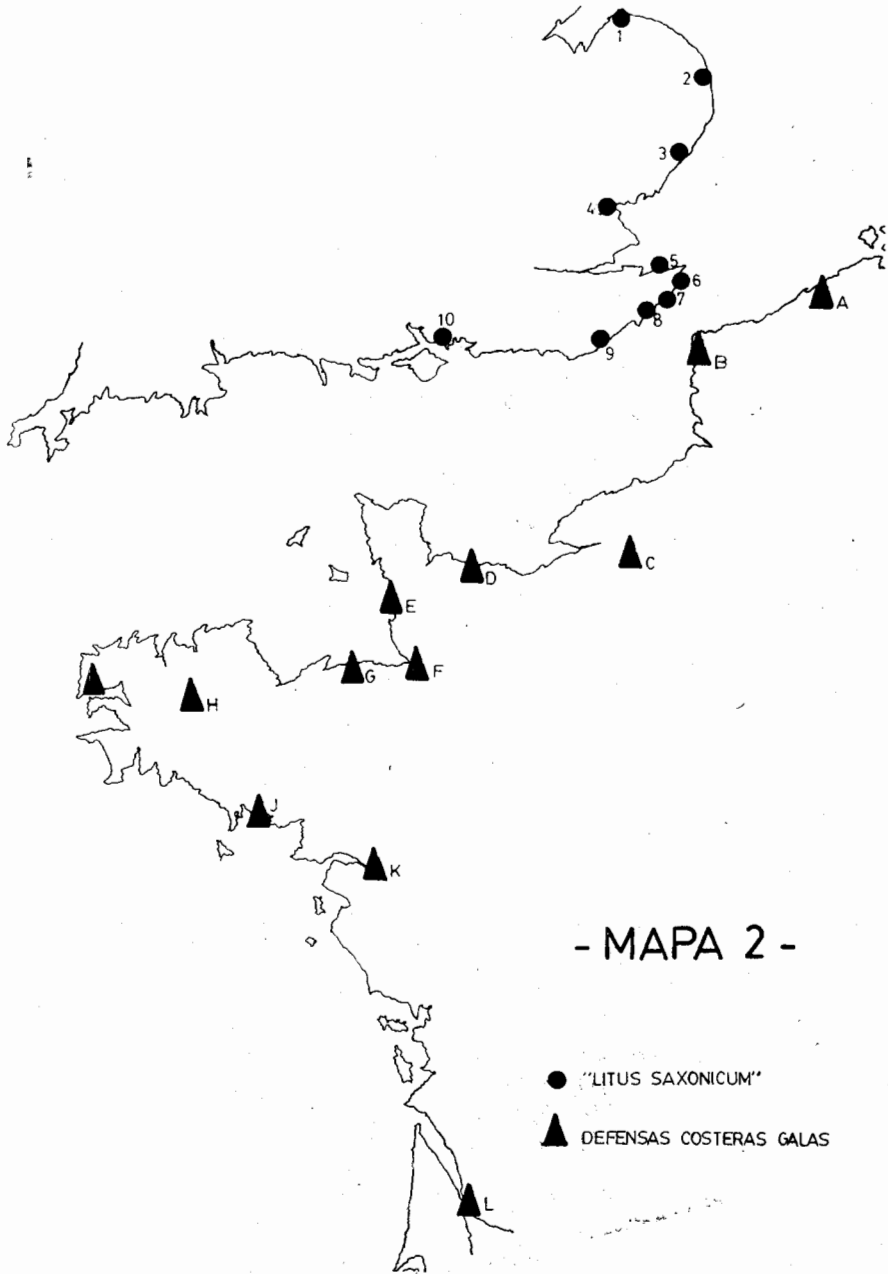 1
2
3
4
5
6
7
8
9
10
A
B
C
D
E
F
G
H
J
K
L
- MAPA 2 -
"LITUS SAXONICUM"
DEFENSAS COSTERAS GALAS